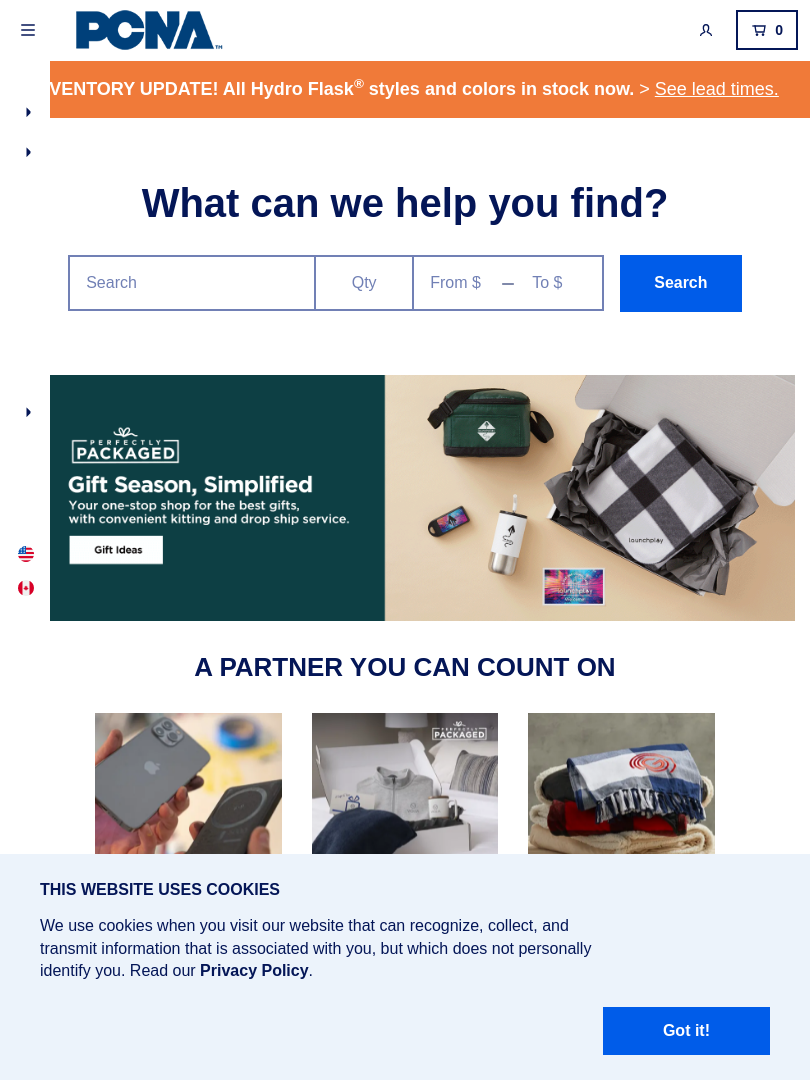 PCNA™
0
VENTORY UPDATE! All Hydro Flask® styles and colors in stock now. > See lead times.
What can we help you find?
Search
Qty
From $ — To $
Search
PERFECTLY
PACKAGED
Gift Season, Simplified
Your one-stop shop for the best gifts,
with convenient kitting and drop ship service.
Gift Ideas
launchplay
launchplay
A PARTNER YOU CAN COUNT ON
PERFECTLY
PACKAGED
THIS WEBSITE USES COOKIES
We use cookies when you visit our website that can recognize, collect, and
transmit information that is associated with you, but which does not personally
identify you. Read our Privacy Policy.
Got it!